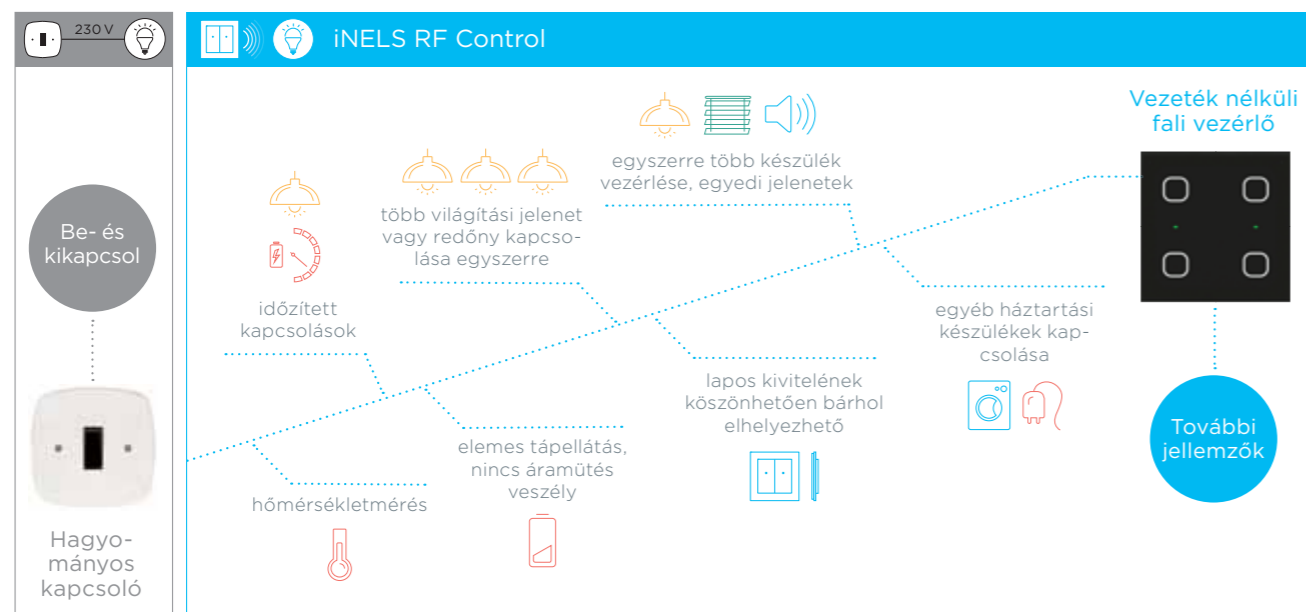 230 V
iNELS RF Control
Be- és
kikapcsol
Hagyo-
mányos
kapcsoló
időzített
kapcsolások
több világítási jelenet
vagy redőny kapcso-
lása egyszerre
egyszerre több készülék
vezérlése, egyedi jelenetek
Vezeték nélküli
fali vezérlő
hőmérsékletmérés
elemes tápellátás,
nincs áramütés
veszély
lapos kivitelének
köszönhetően bárhol
elhelyezhető
egyéb háztartási
készülékek kap-
csolása
További
jellemzők